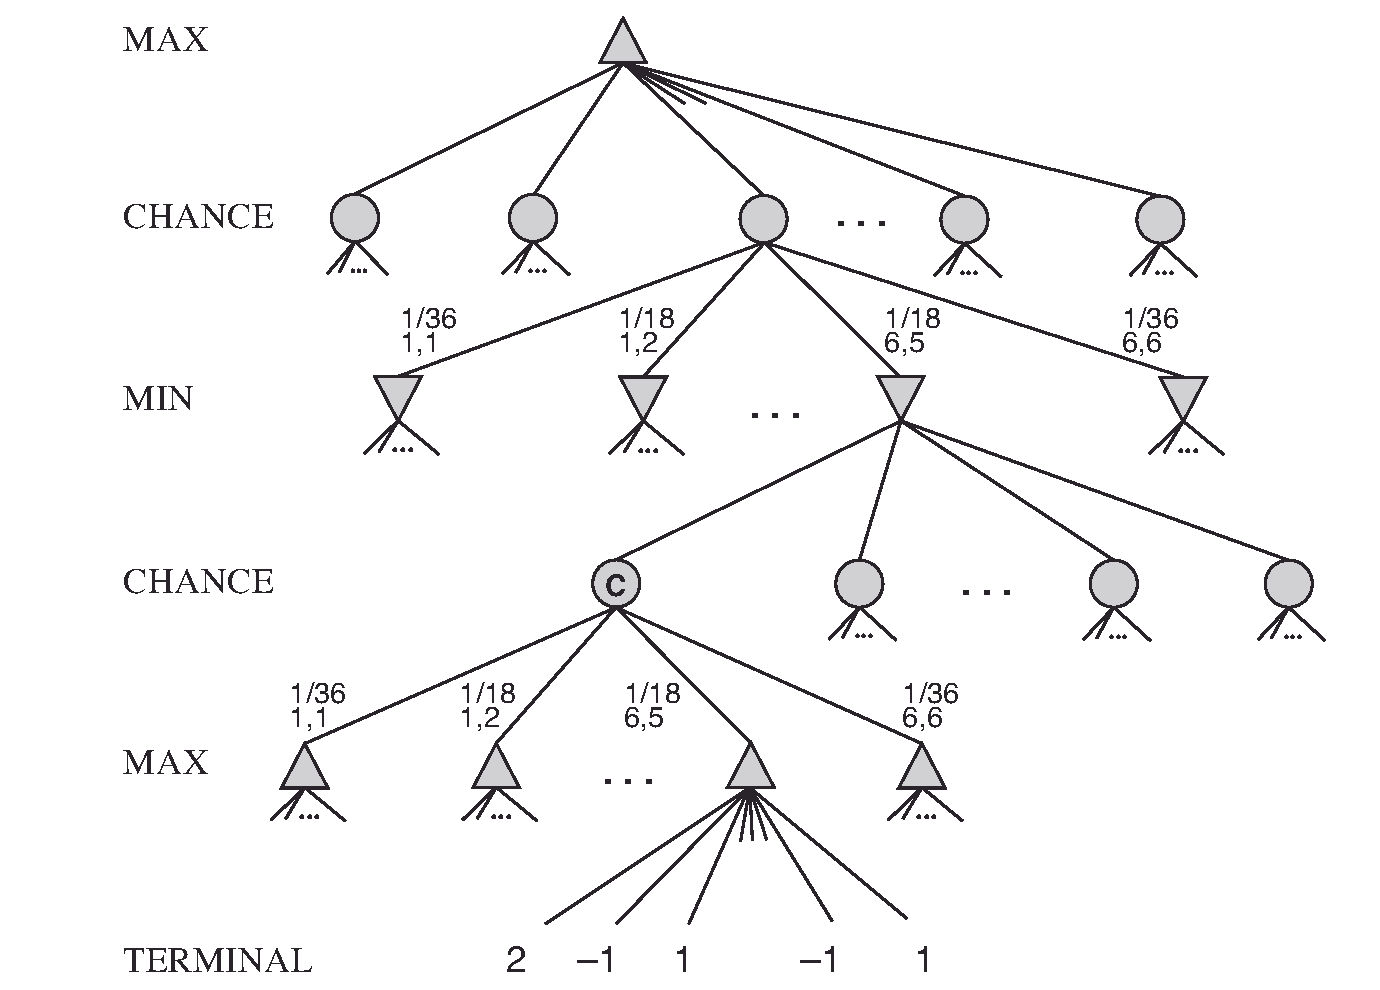 MAX
CHANCE
...
... ... ... ...
1/36 1/18 1/18 1/36
1,1 1,2 6,5 6,6
MIN
...
... ... ...
CHANCE
C
...
... ... ...
1/36 1/18 1/18 1/36
1,1 1,2 6,5 6,6
MAX
...
... ... ...
TERMINAL 2 –1 1 –1 1